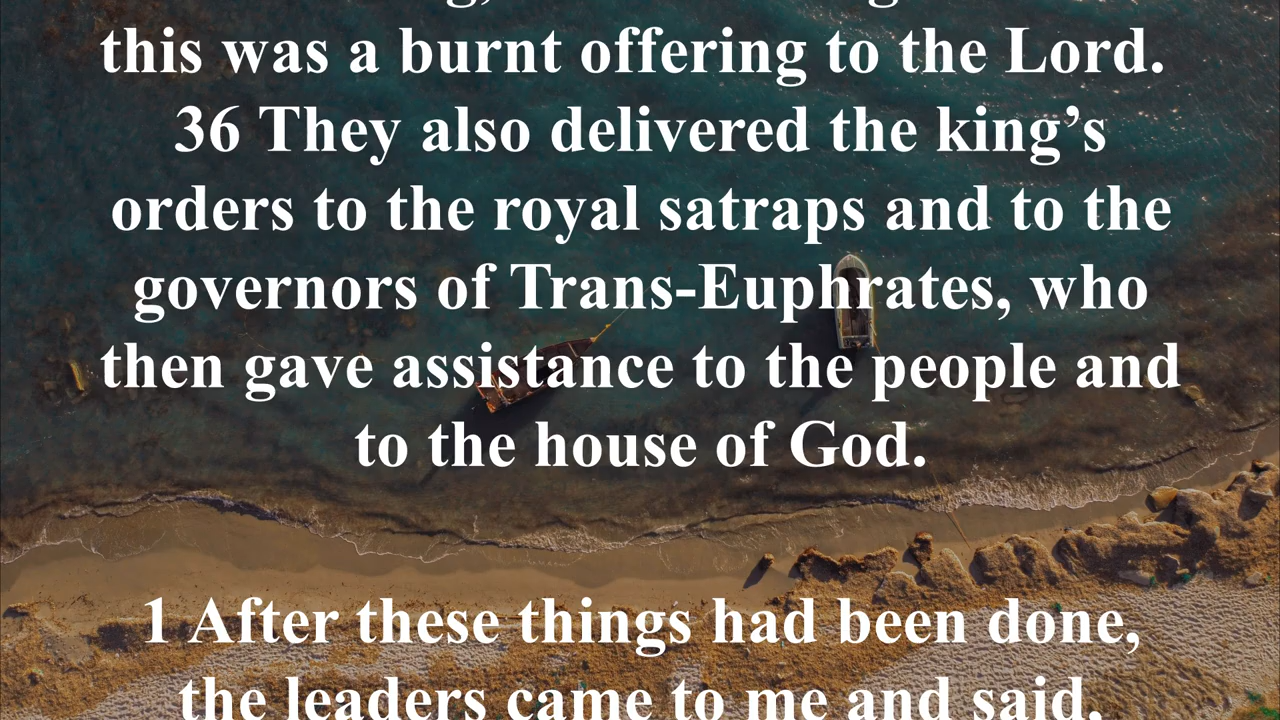 this was a burnt offering to the Lord.
36 They also delivered the king’s
orders to the royal satraps and to the
governors of Trans-Euphrates, who
then gave assistance to the people and
to the house of God.
1 After these things had been done,
the leaders came to me and said,